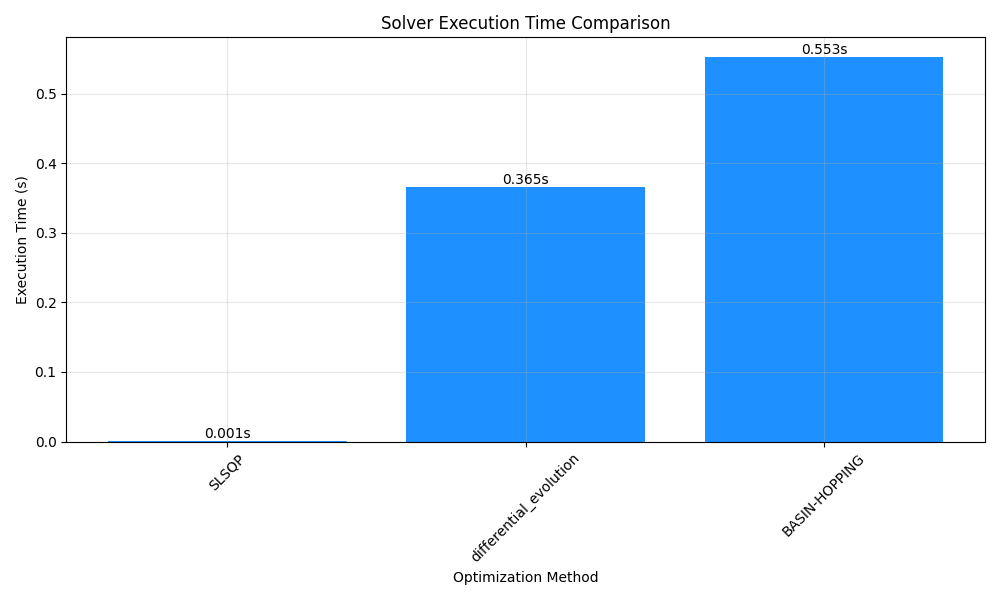 Solver Execution Time Comparison
Execution Time (s)
0.5
0.4
0.3
0.2
0.1
0.0
0.001s
0.365s
0.553s
SLSQP
differential_evolution
BASIN-HOPPING
Optimization Method